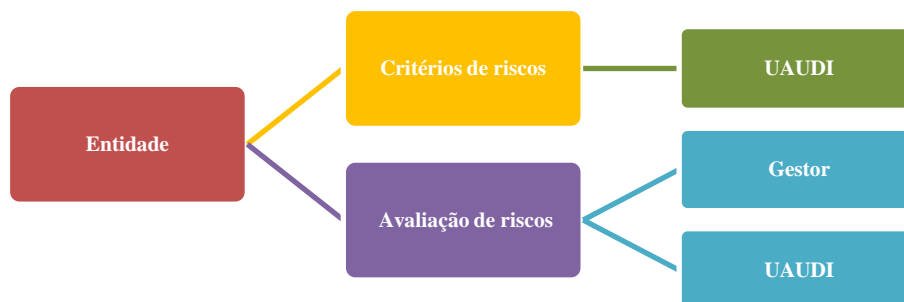 Entidade
Critérios de riscos
UAUDI
Avaliação de riscos
Gestor
UAUDI